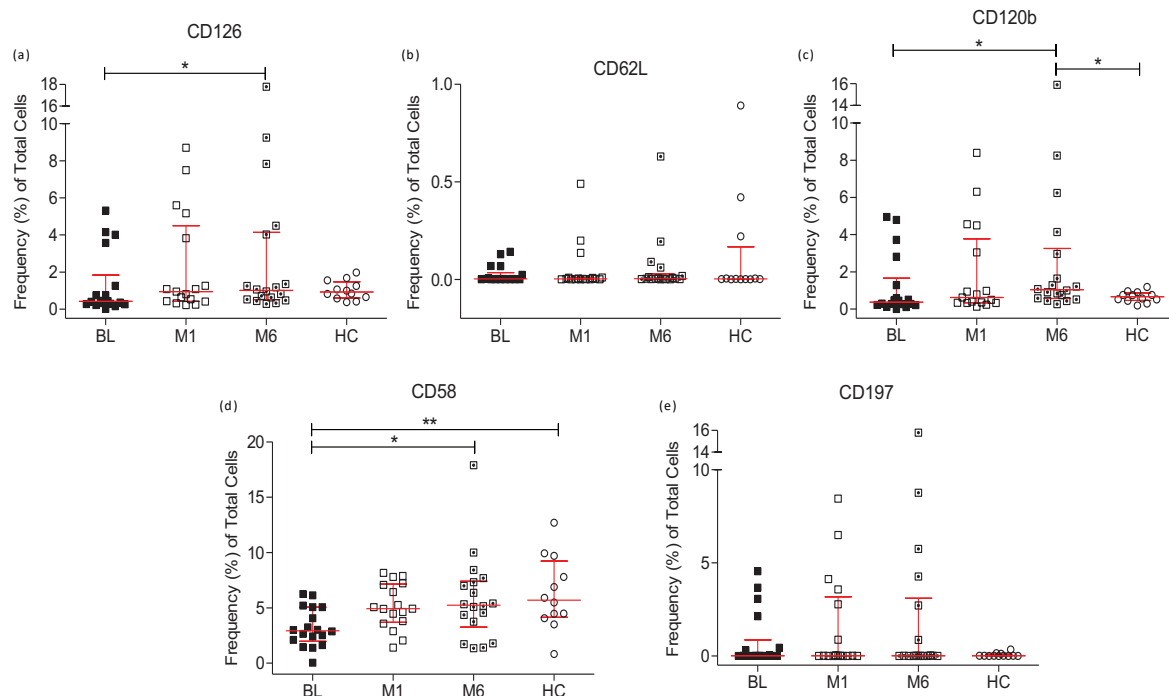 CD126
(a)
*
Frequency (%) of Total Cells
18
16
10
8
6
4
2
0
BL M1 M6 HC
CD62L
(b)
Frequency (%) of Total Cells
1.0
0.5
0.0
BL M1 M6 HC
CD120b
(c)
*
*
Frequency (%) of Total Cells
16
14
10
8
6
4
2
0
BL M1 M6 HC
CD58
(d)
**
*
Frequency (%) of Total Cells
20
15
10
5
0
BL M1 M6 HC
CD197
(e)
Frequency (%) of Total Cells
16
14
10
5
0
BL M1 M6 HC